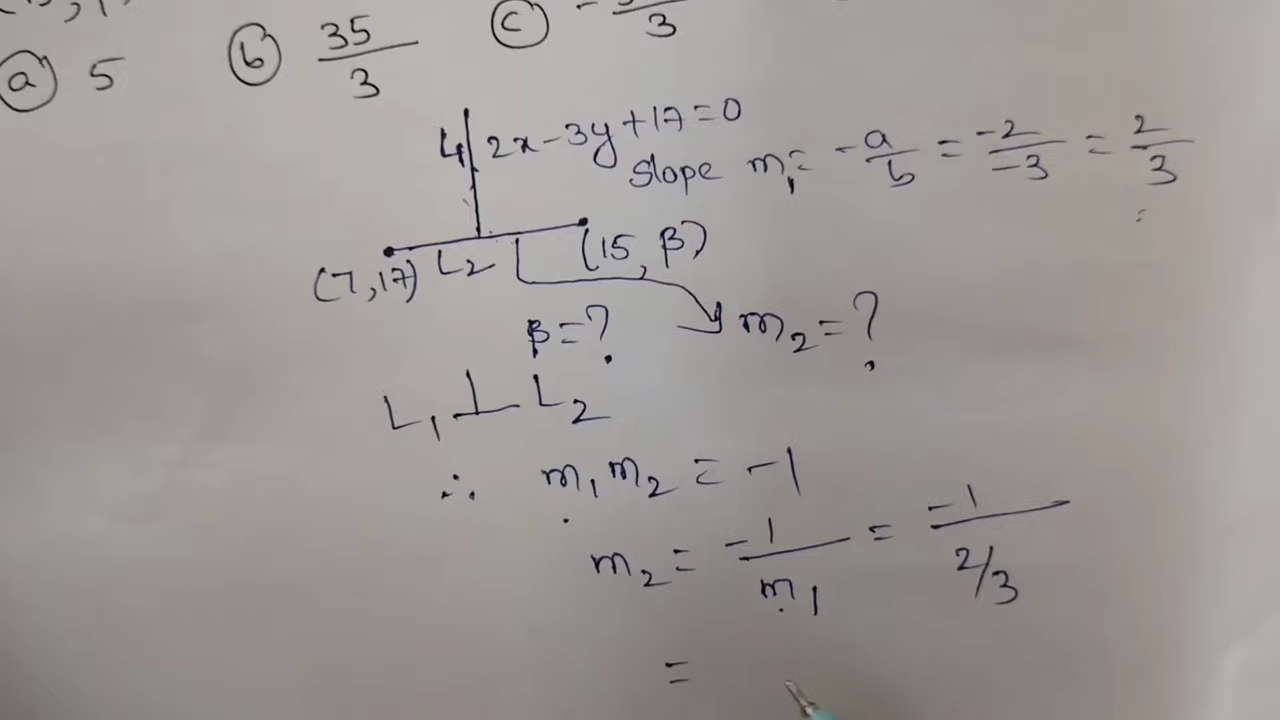 (a) 5 (b) 35/3 (c) /3
L1 2x-3y+17=0
Slope m₁ = -a/b = -2/-3 = 2/3
(7,17) L₂ (15, β)
β=? m₂=?
L₁ ⊥ L₂
∴ m₁m₂ = -1
m₂ = -1/m₁ = -1/2/3
=